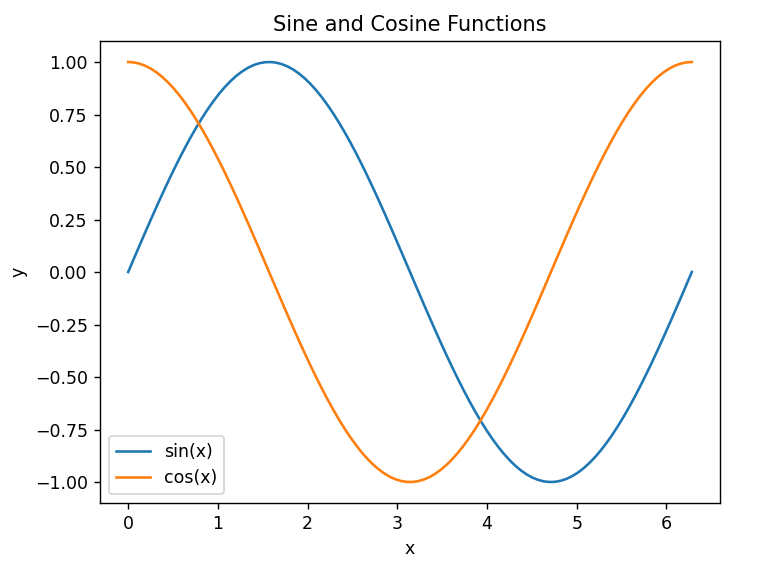 Sine and Cosine Functions
1.00
0.75
0.50
0.25
0.00
−0.25
−0.50
−0.75
−1.00
y
sin(x)
cos(x)
0 1 2 3 4 5 6
x